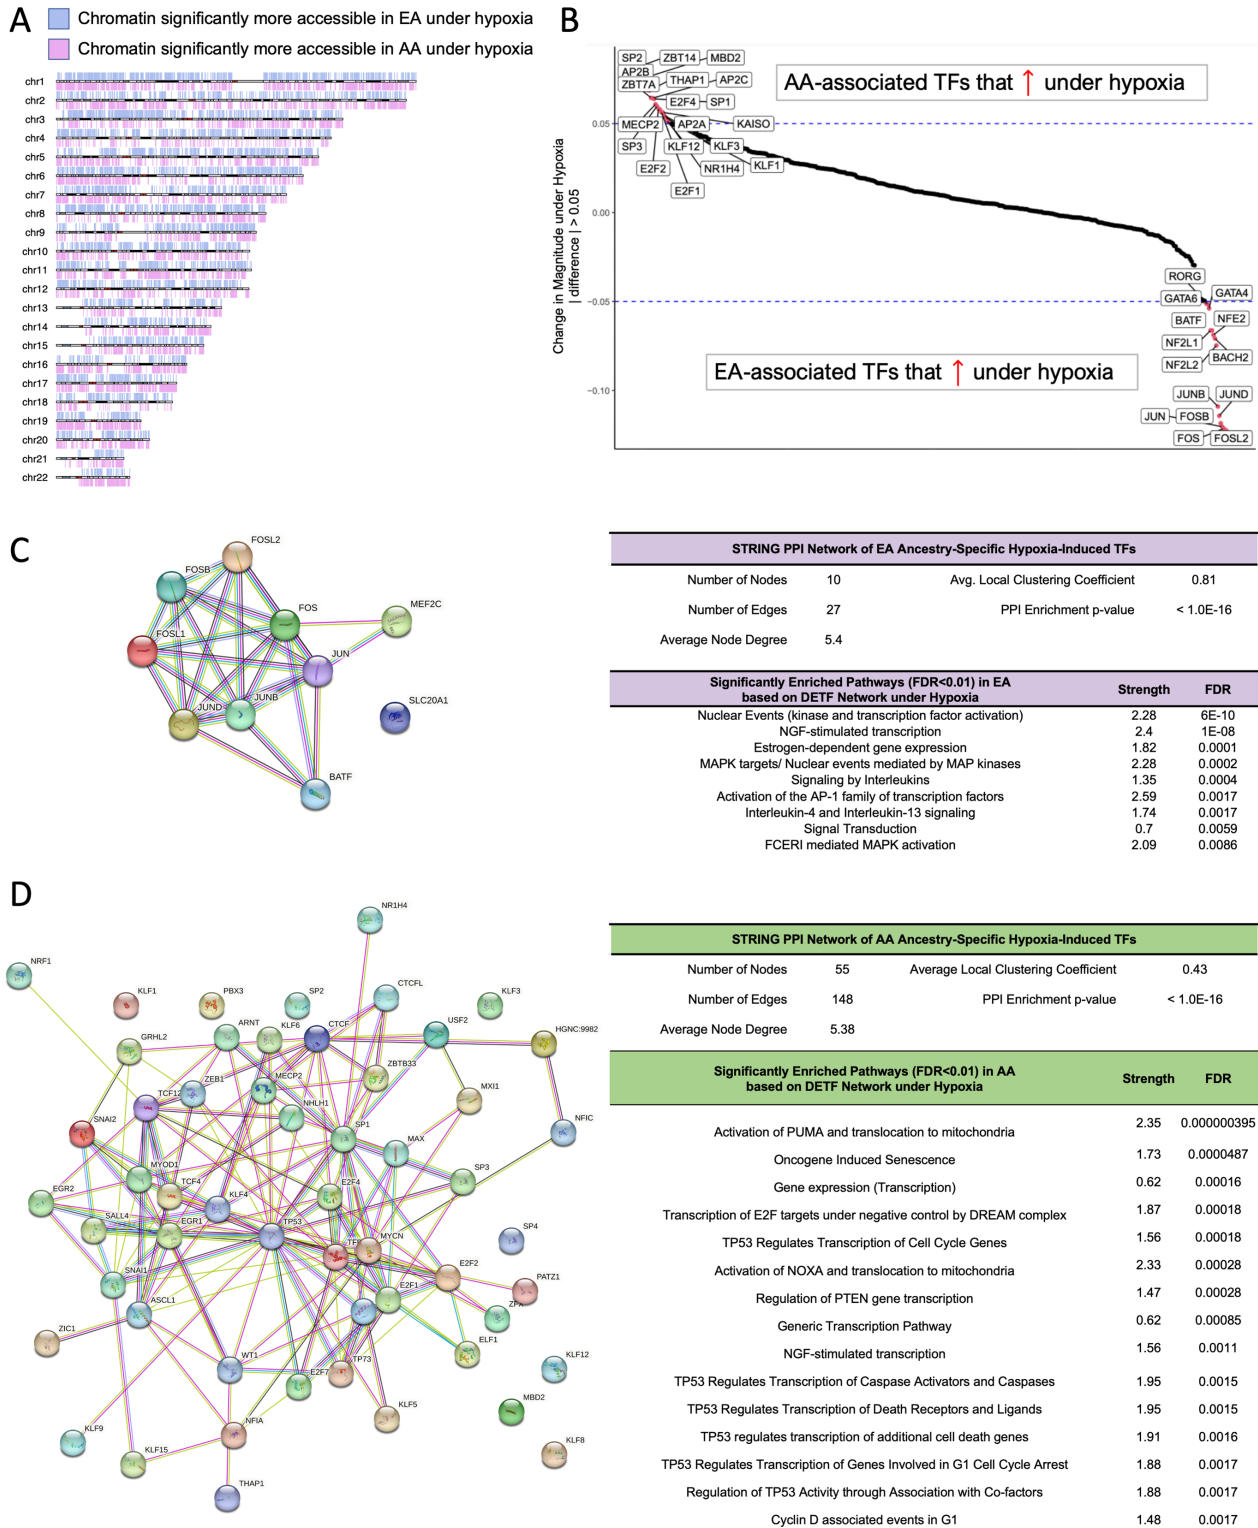 A
Chromatin significantly more accessible in EA under hypoxia
Chromatin significantly more accessible in AA under hypoxia
chr1
chr2
chr3
chr4
chr5
chr6
chr7
chr8
chr9
chr10
chr11
chr12
chr13
chr14
chr15
chr16
chr17
chr18
chr19
chr20
chr21
chr22
B
Change in Magnitude under Hypoxia
| difference | > 0.05
0.05
0.00
−0.05
−0.10
SP2 ZBT14 MBD2
AP2B
ZBT7A THAP1 AP2C
E2F4 SP1
MECP2 AP2A KAISO
SP3 KLF12 KLF3
E2F2 NR1H4 KLF1
E2F1
AA-associated TFs that ↑ under hypoxia
RORG
GATA6 GATA4
BATF NFE2
NF2L1
NF2L2 BACH2
JUNB JUND
JUN FOSB
FOS FOSL2
EA-associated TFs that ↑ under hypoxia
C
FOSL2
FOSB
FOS
MEF2C
FOSL1
JUN
JUNB
SLC20A1
JUND
BATF
STRING PPI Network of EA Ancestry-Specific Hypoxia-Induced TFs
Number of Nodes 10 Avg. Local Clustering Coefficient 0.81
Number of Edges 27 PPI Enrichment p-value < 1.0E-16
Average Node Degree 5.4
Significantly Enriched Pathways (FDR<0.01) in EA
based on DETF Network under Hypoxia Strength FDR
Nuclear Events (kinase and transcription factor activation) 2.28 6E-10
NGF-stimulated transcription 2.4 1E-08
Estrogen-dependent gene expression 1.82 0.0001
MAPK targets/ Nuclear events mediated by MAP kinases 2.28 0.0002
Signaling by Interleukins 1.35 0.0004
Activation of the AP-1 family of transcription factors 2.59 0.0017
Interleukin-4 and Interleukin-13 signaling 1.74 0.0017
Signal Transduction 0.7 0.0059
FCERI mediated MAPK activation 2.09 0.0086
D
NR1H4
NRF1
KLF1
PBX3
SP2
CTCFL
KLF3
GRHL2
ARNT
KLF6
CTCF
USF2
HGNC:9982
ZBTB33
TCF12
ZEB1
MECP2
MXI1
NHLH1
SNAI2
SP1
NFIC
MAX
MYOD1
TCF4
SP3
EGR2
KLF4
E2F4
SALL4
EGR1
TP53
MYCN
SP4
SNAI1
E2F2
PATZ1
ASCL1
E2F1
ZFX
ZIC1
ELF1
WT1
TP73
KLF12
E2F7
MBD2
KLF5
KLF9
NFIA
KLF8
KLF15
THAP1
STRING PPI Network of AA Ancestry-Specific Hypoxia-Induced TFs
Number of Nodes 55 Average Local Clustering Coefficient 0.43
Number of Edges 148 PPI Enrichment p-value < 1.0E-16
Average Node Degree 5.38
Significantly Enriched Pathways (FDR<0.01) in AA
based on DETF Network under Hypoxia Strength FDR
Activation of PUMA and translocation to mitochondria 2.35 0.000000395
Oncogene Induced Senescence 1.73 0.0000487
Gene expression (Transcription) 0.62 0.00016
Transcription of E2F targets under negative control by DREAM complex 1.87 0.00018
TP53 Regulates Transcription of Cell Cycle Genes 1.56 0.00018
Activation of NOXA and translocation to mitochondria 2.33 0.00028
Regulation of PTEN gene transcription 1.47 0.00028
Generic Transcription Pathway 0.62 0.00085
NGF-stimulated transcription 1.56 0.0011
TP53 Regulates Transcription of Caspase Activators and Caspases 1.95 0.0015
TP53 Regulates Transcription of Death Receptors and Ligands 1.95 0.0015
TP53 regulates transcription of additional cell death genes 1.91 0.0016
TP53 Regulates Transcription of Genes Involved in G1 Cell Cycle Arrest 1.88 0.0017
Regulation of TP53 Activity through Association with Co-factors 1.88 0.0017
Cyclin D associated events in G1 1.48 0.0017